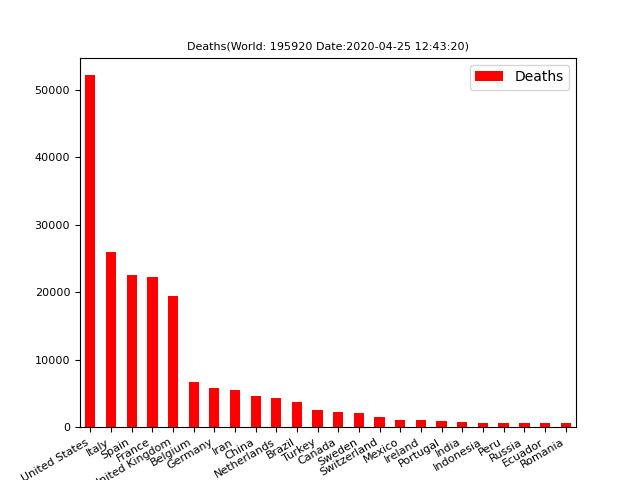 Deaths(World: 195920 Date:2020-04-25 12:43:20)
Deaths
50000
40000
30000
20000
10000
0
United States
Italy
Spain
France
nited Kingdom
Belgium
Germany
Iran
China
Netherlands
Brazil
Turkey
Canada
Sweden
Switzerland
Mexico
Ireland
Portugal
India
Indonesia
Peru
Russia
Ecuador
Romania